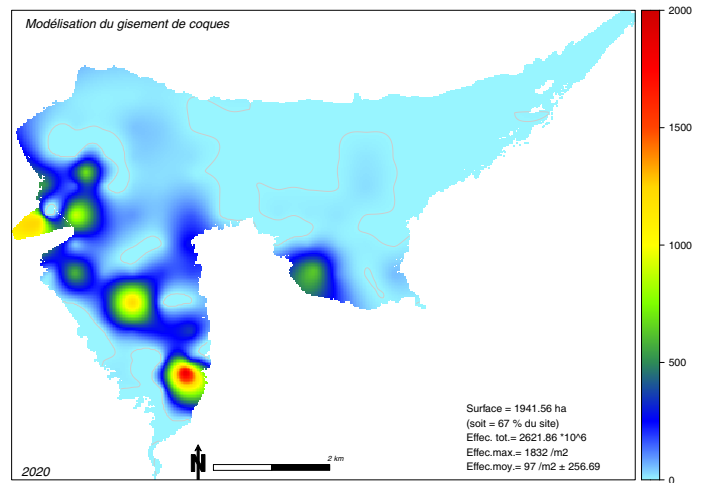 Modélisation du gisement de coques
2000
1500
1000
500
0
Surface = 1941.56 ha
(soit = 67 % du site)
Effec. tot.= 2621.86 *10^6
Effec.max.= 1832 /m2
Effec.moy.= 97 /m2 ± 256.69
2020
N
2 km